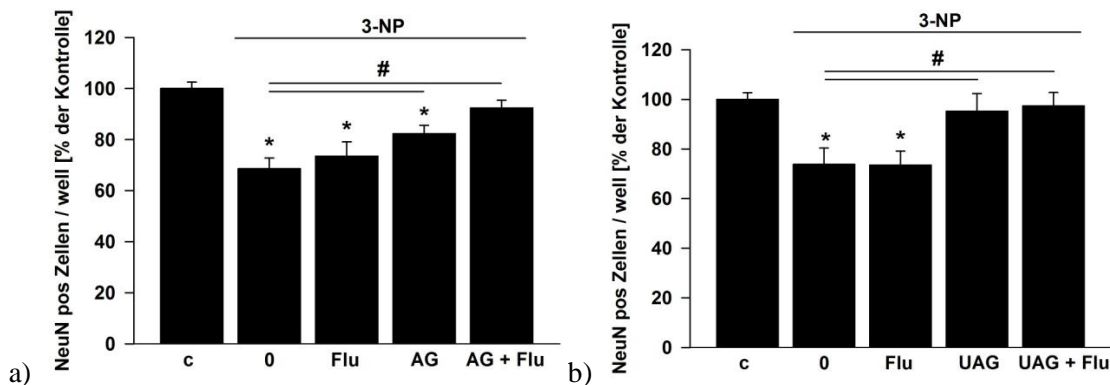 a)
NeuN pos Zellen / well [% der Kontrolle]
3-NP
#
* * *
120
100
80
60
40
20
0
c 0 Flu AG AG + Flu
b)
NeuN pos Zellen / well [% der Kontrolle]
3-NP
#
* *
120
100
80
60
40
20
0
c 0 Flu UAG UAG + Flu